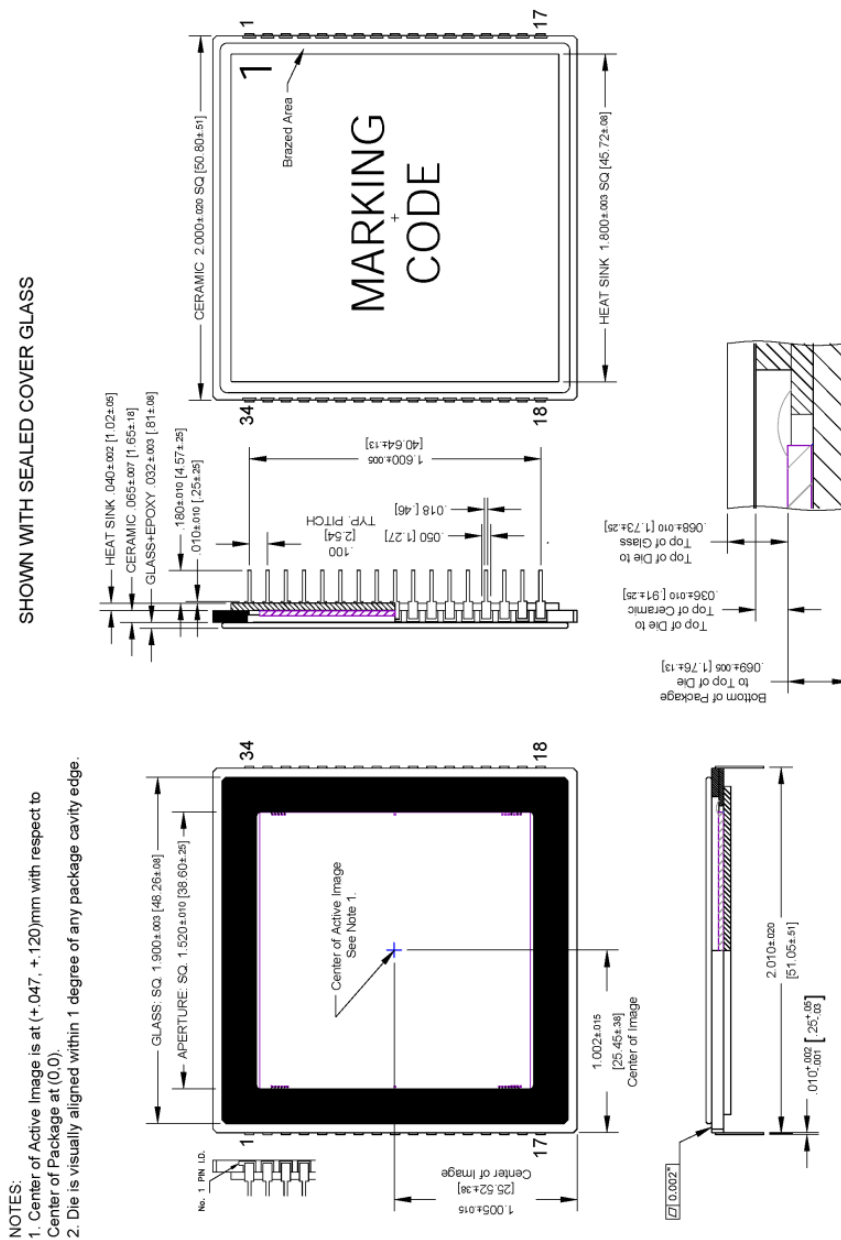 SHOWN WITH SEALED COVER GLASS
HEAT SINK .040±.002 [1.02±.05]
CERAMIC .065±.007 [1.65±.18]
GLASS+EPOXY .032±.003 [.81±.08]
.180±.010 [4.57±.25]
.010±.010 [.25±.25]
1.600±.005
[40.64±.13]
.100
[2.54]
TYP. PITCH
.050 [1.27]
.018 [.46]
CERAMIC 2.000±.020 SQ [50.80±.51]
1
17
34
18
1
Brazed Area
MARKING
+
CODE
HEAT SINK 1.800±.003 SQ [45.72±.08]
NOTES:
1. Center of Active Image is at (+.047, +.120)mm with respect to
Center of Package at (0,0).
2. Die is visually aligned within 1 degree of any package cavity edge.
GLASS: SQ. 1.900±.003 [48.26±.08]
APERTURE: SQ. 1.520±.010 [38.60±.25]
No. 1 PIN I.D.
1
17
34
18
Center of Active Image
See Note 1.
1.005±.015
[25.52±.38]
Center of Image
1.002±.015
[25.45±.38]
Center of Image
0.002"
2.010±.020
[51.05±.51]
.010+.002-.001 [.25+.05-.03]
Top of Die to
Top of Glass
.068±.010 [1.73±.25]
Top of Die to
Top of Ceramic
.036±.010 [.91±.25]
Bottom of Package
to Top of Die
.069±.005 [1.76±.13]